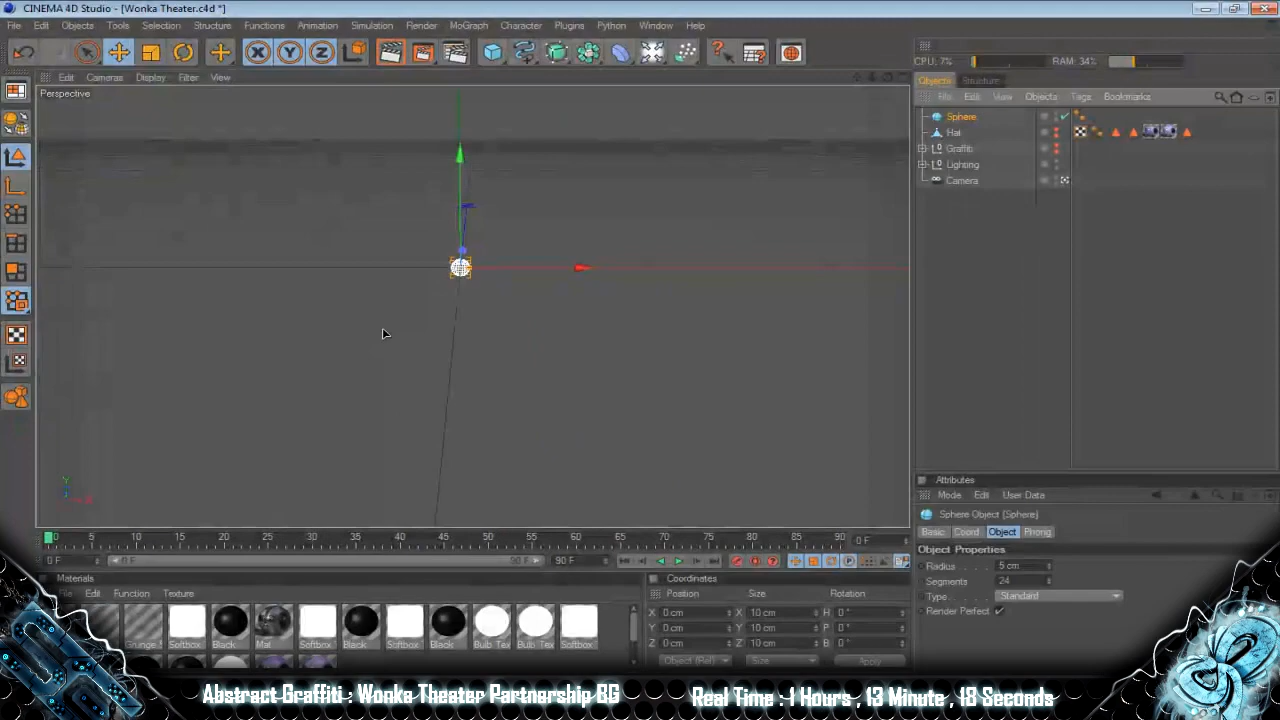 CINEMA 4D Studio - [Wonka Theater.c4d *]
File Edit Objects Tools Selection Structure Functions Animation Simulation Render MoGraph Character Plugins Python Window Help
CPU: 7% RAM: 34%
Objects Structure
Edit Cameras Display Filter View
File Edit View Objects Tags Bookmarks
Perspective
Sphere
Hal
Graffiti
Lighting
Camera
Y
X
Attributes
Mode Edit User Data
Sphere Object [Sphere]
Basic Coord Object Phong
Object Properties
Radius 5 cm
Segments 24
Type Standard
Render Perfect
0 5 10 15 20 25 30 35 40 45 50 55 60 65 70 75 80 85 90 0 F
0 F 0 F 90 F 90 F
Materials
File Edit Function Texture
Grunge Softbox Black Mat Softbox Black Softbox Black Bulb Tex Bulb Tex Softbox
Coordinates
Position Size Rotation
X 0 cm X 10 cm H 0 °
Y 0 cm Y 10 cm P 0 °
Z 0 cm Z 10 cm B 0 °
Object (Rel) Size Apply
Abstract Graffiti : Wonka Theater Partnership BG
Real Time : 1 Hours , 13 Minute , 18 Seconds